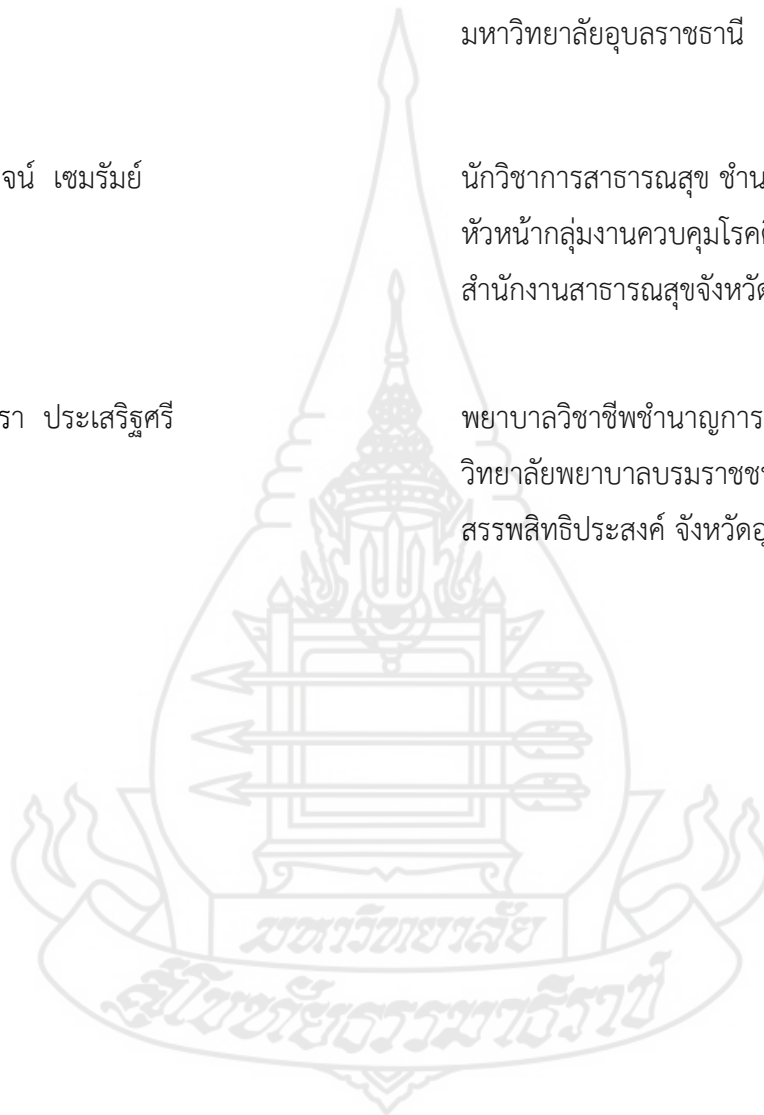 มหาวิทยาลัยอุบลราชธานี
จน์ เซมรัมย์
นักวิชาการสาธารณสุข ชำน
หัวหน้ากลุ่มงานควบคุมโรค
สำนักงานสาธารณสุขจังหวัด
รา ประเสริฐศรี
พยาบาลวิชาชีพชำนาญการ
วิทยาลัยพยาบาลบรมราชช
สรรพสิทธิประสงค์ จังหวัดอุ
มหาวิทยาลัย
สุโขทัยธรรมาธิราช